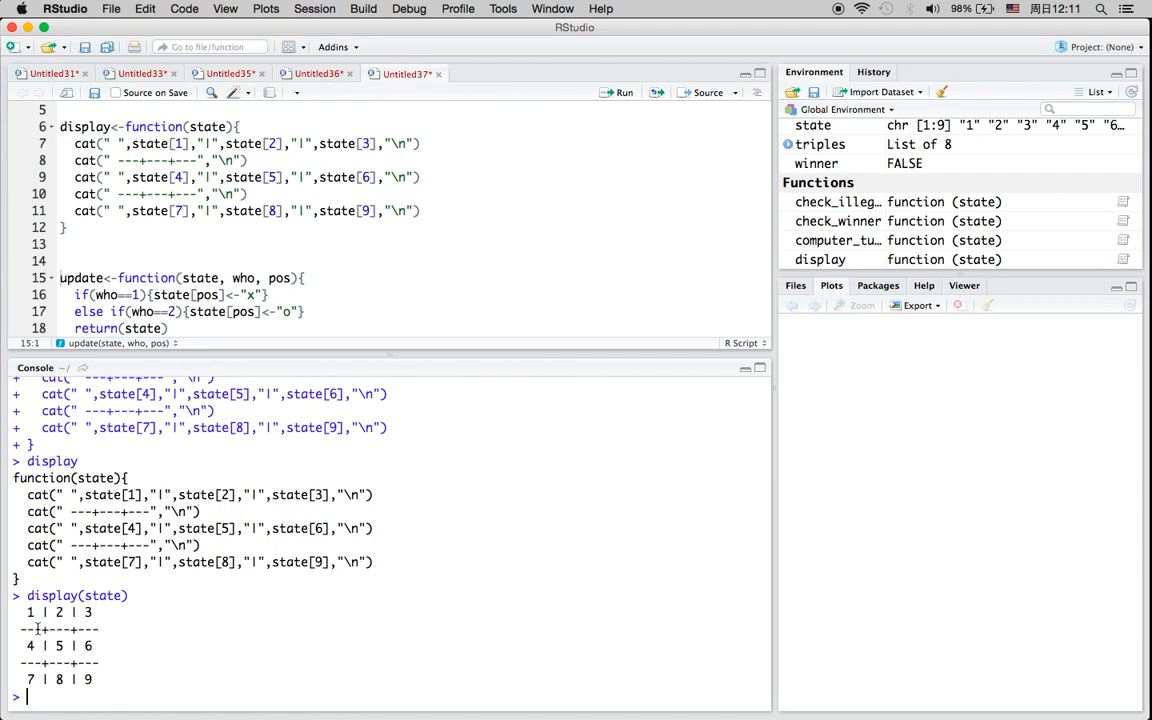 RStudio File Edit Code View Plots Session Build Debug Profile Tools Window Help 98% 周日12:11
RStudio
Go to file/function Addins Project: (None)
Untitled31* Untitled33* Untitled35* Untitled36* Untitled37*
Source on Save Run Source
5
6 display<-function(state){
7 cat(" ",state[1],"|",state[2],"|",state[3],"\n")
8 cat(" ---+---+---","\n")
9 cat(" ",state[4],"|",state[5],"|",state[6],"\n")
10 cat(" ---+---+---","\n")
11 cat(" ",state[7],"|",state[8],"|",state[9],"\n")
12 }
13
14
15 update<-function(state, who, pos){
16 if(who==1){state[pos]<-"x"}
17 else if(who==2){state[pos]<-"o"}
18 return(state)
15:1 update(state, who, pos) R Script
Console ~/
+ cat(" ---+---+---","\n")
+ cat(" ",state[4],"|",state[5],"|",state[6],"\n")
+ cat(" ---+---+---","\n")
+ cat(" ",state[7],"|",state[8],"|",state[9],"\n")
+ }
> display
function(state){
cat(" ",state[1],"|",state[2],"|",state[3],"\n")
cat(" ---+---+---","\n")
cat(" ",state[4],"|",state[5],"|",state[6],"\n")
cat(" ---+---+---","\n")
cat(" ",state[7],"|",state[8],"|",state[9],"\n")
}
> display(state)
1 | 2 | 3
---+---+---
4 | 5 | 6
---+---+---
7 | 8 | 9
>
Environment History
Import Dataset List
Global Environment
state chr [1:9] "1" "2" "3" "4" "5" "6…
triples List of 8
winner FALSE
Functions
check_illeg… function (state)
check_winner function (state)
computer_tu… function (state)
display function (state)
Files Plots Packages Help Viewer
Zoom Export